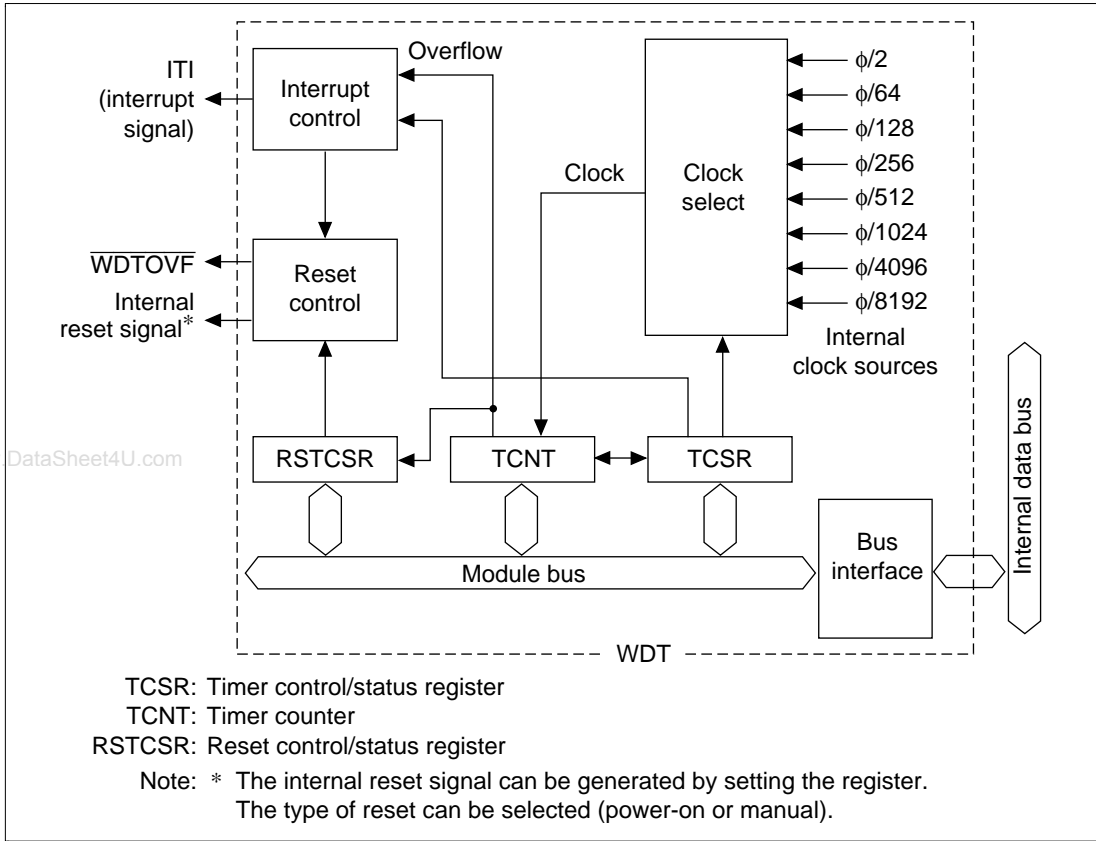 Overflow
ITI
(interrupt
signal)
Interrupt
control
Clock
Clock
select
ϕ/2
ϕ/64
ϕ/128
ϕ/256
ϕ/512
ϕ/1024
ϕ/4096
ϕ/8192
Internal
clock sources
WDTOVF
Internal
reset signal*
Reset
control
DataSheet4U.com
RSTCSR
TCNT
TCSR
Module bus
Bus
interface
Internal data bus
WDT
TCSR: Timer control/status register
TCNT: Timer counter
RSTCSR: Reset control/status register
Note: * The internal reset signal can be generated by setting the register.
The type of reset can be selected (power-on or manual).